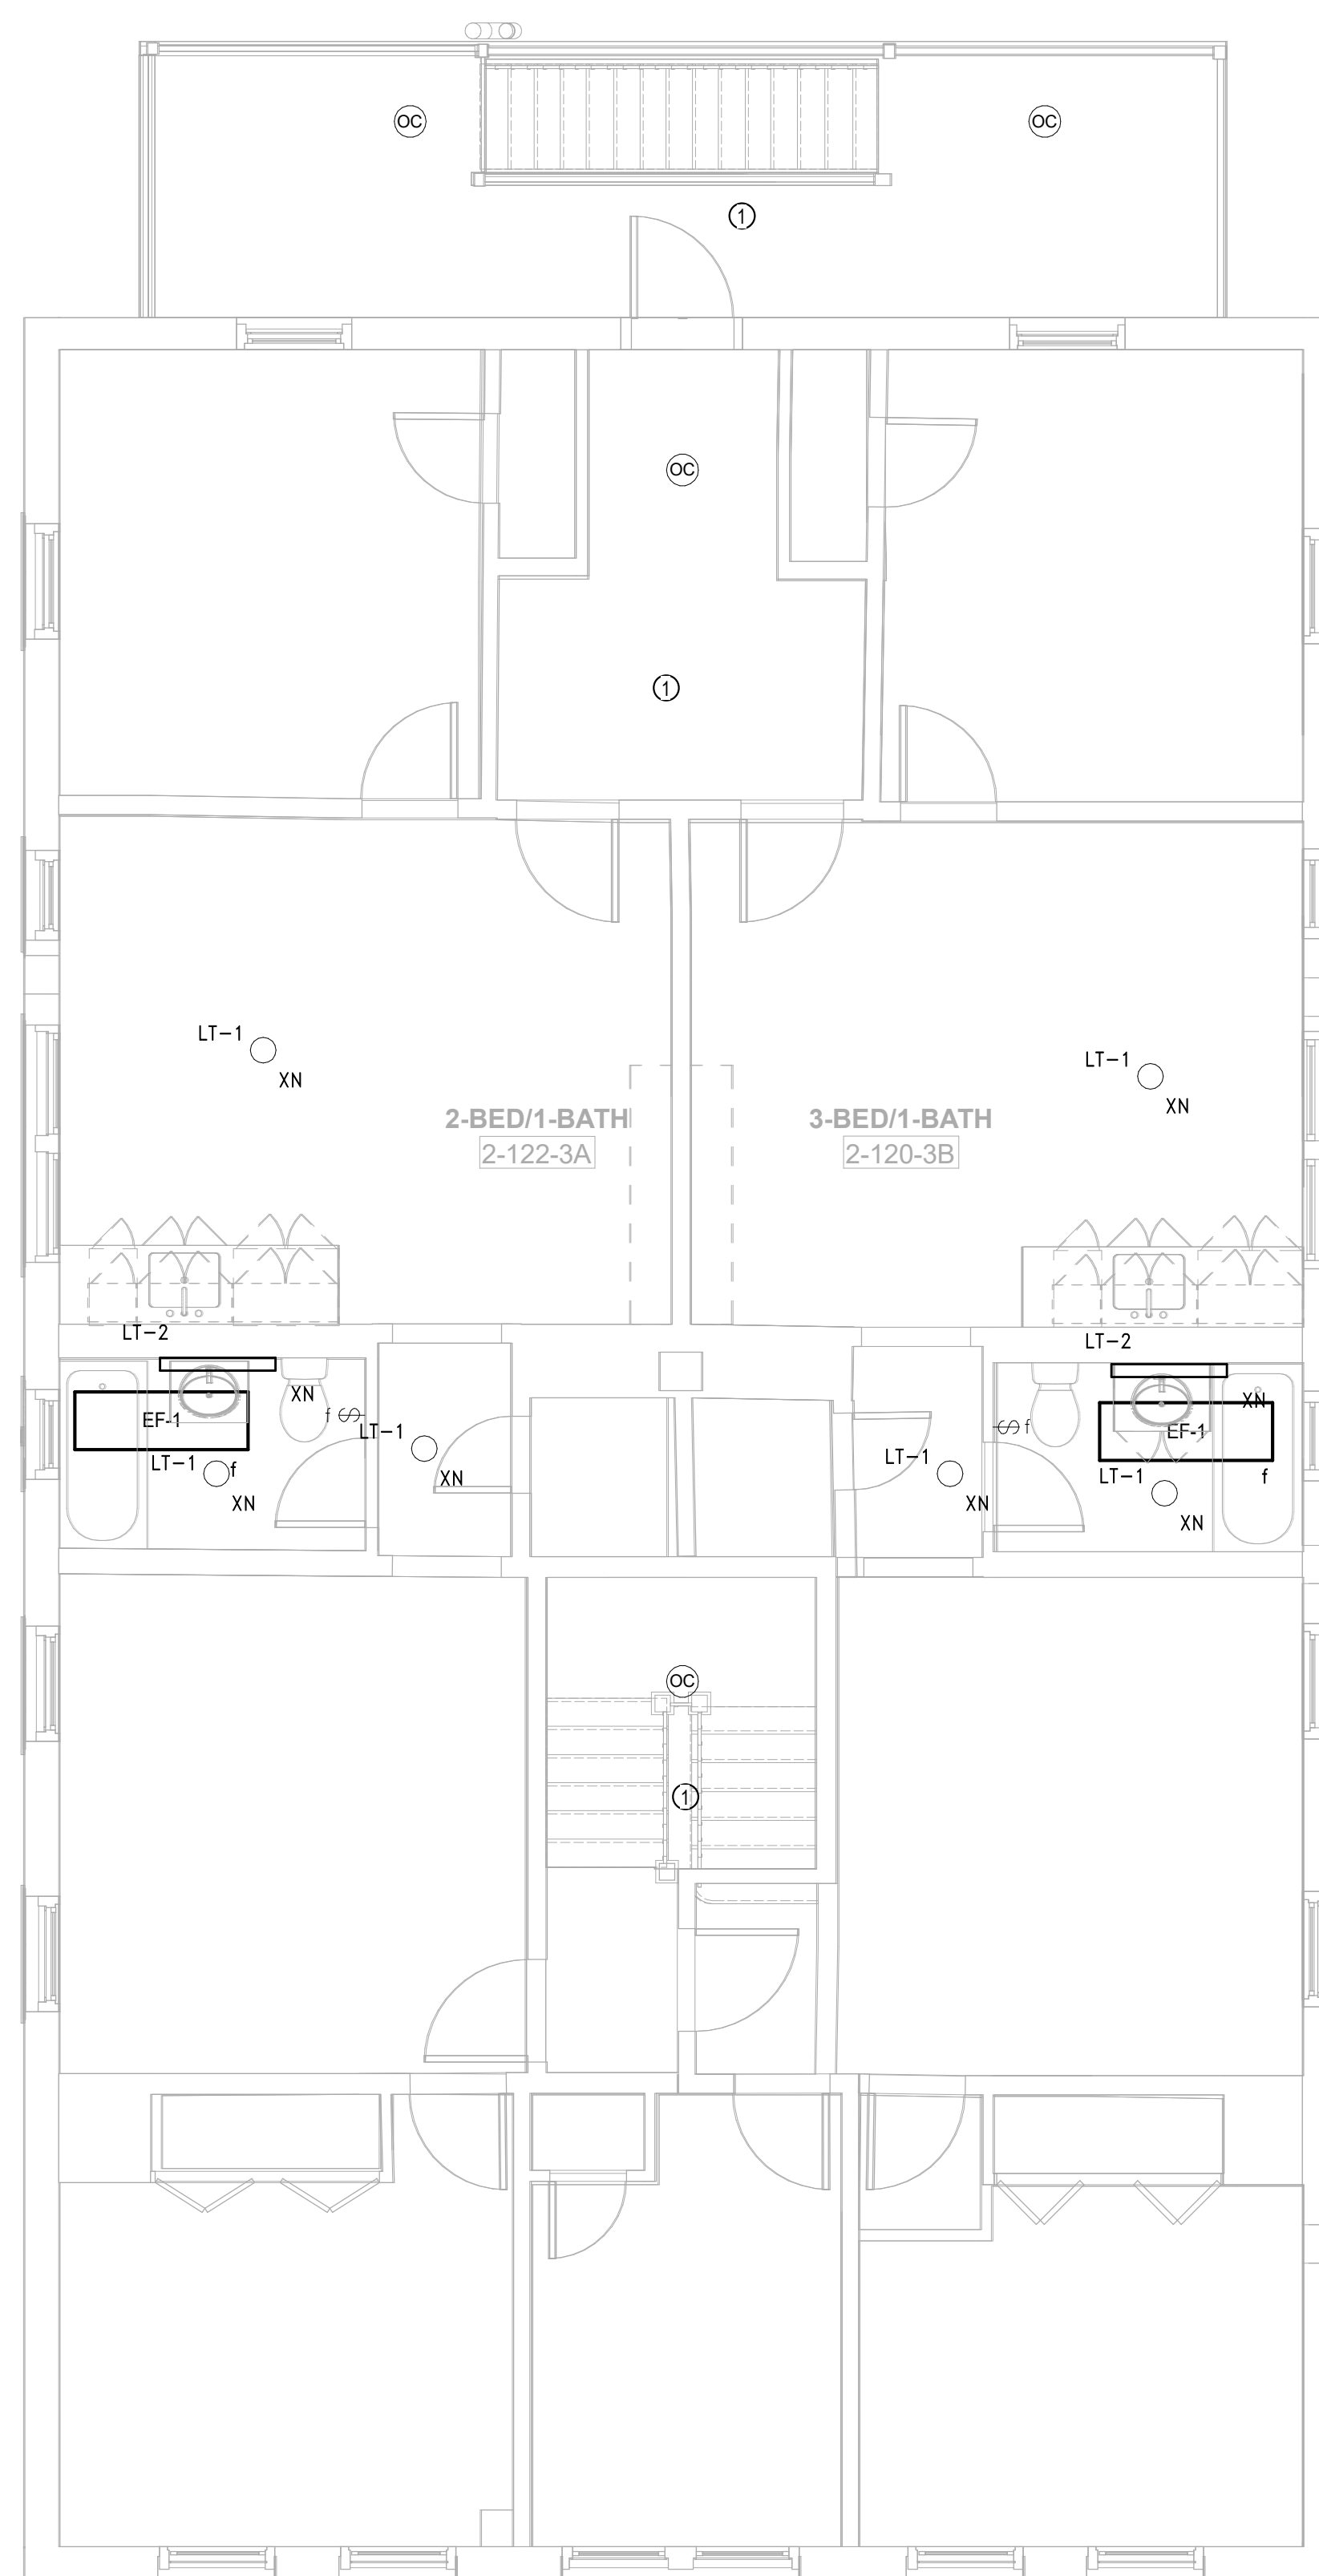 OC
OC
1
OC
1
LT-1
XN
LT-1
XN
2-BED/1-BATH
3-BED/1-BATH
2-122-3A
2-120-3B
LT-2
LT-2
XN
XN
EF-1
f
$
LT-1
$
f
EF-1
LT-1
f
XN
XN
LT-1
XN
LT-1
f
XN
OC
1